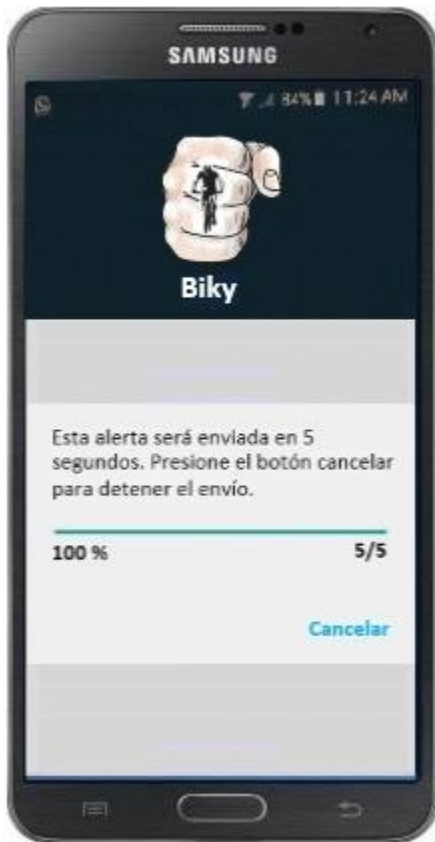 SAMSUNG
84% 11:24 AM
Biky
Esta alerta será enviada en 5
segundos. Presione el botón cancelar
para detener el envío.
100 % 5/5
Cancelar